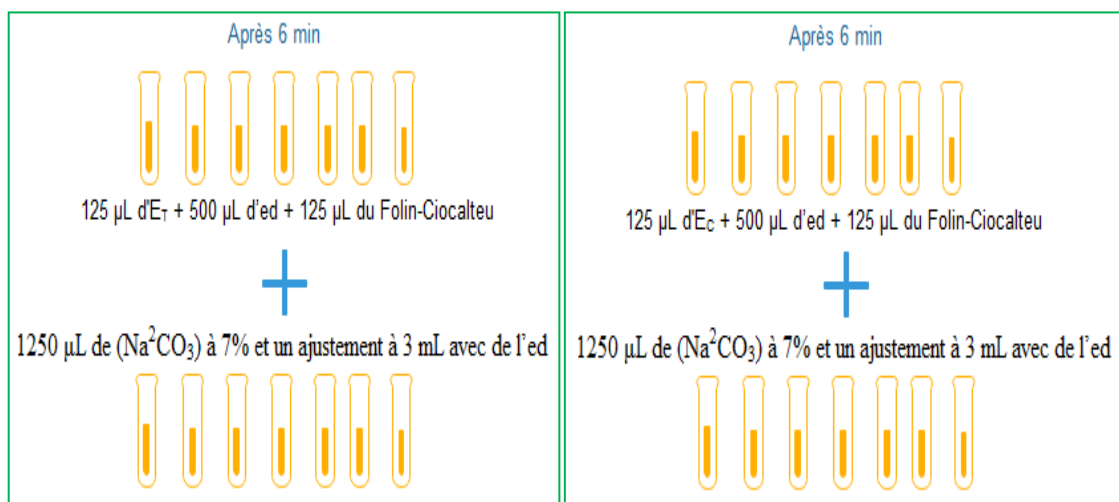 Après 6 min
125 µL d'E_T + 500 µL d'ed + 125 µL du Folin-Ciocalteu
1250 µL de (Na²CO₃) à 7% et un ajustement à 3 mL avec de l'ed
Après 6 min
125 µL d'E_C + 500 µL d'ed + 125 µL du Folin-Ciocalteu
1250 µL de (Na²CO₃) à 7% et un ajustement à 3 mL avec de l'ed